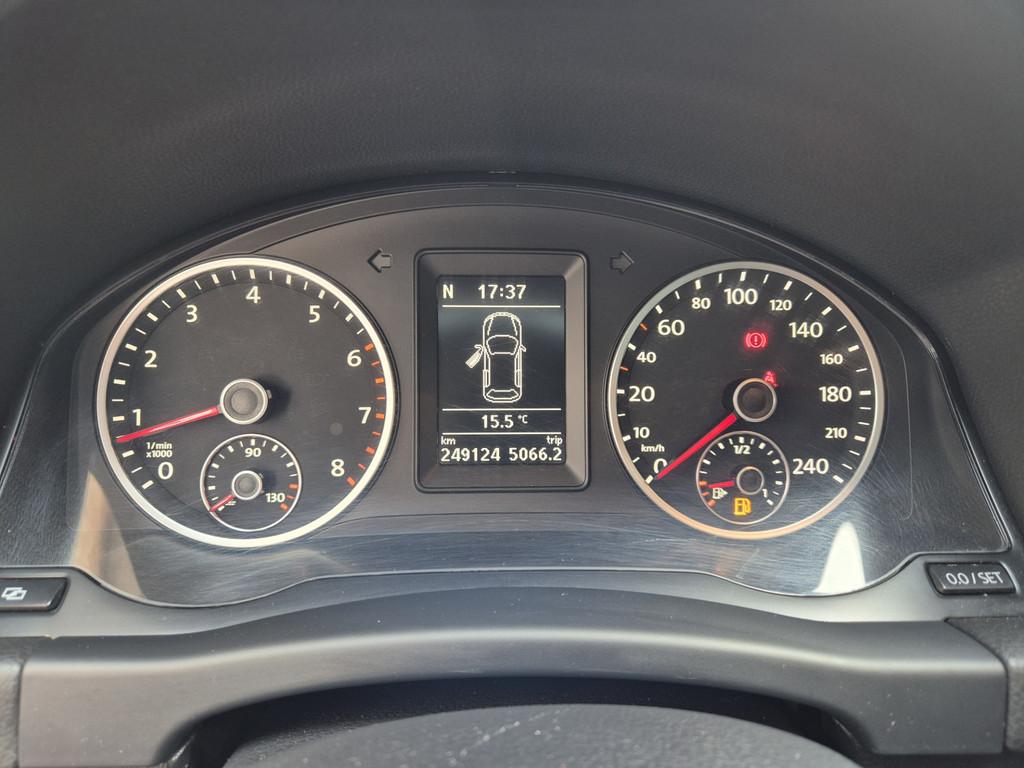 N 17:37
15.5 °C
km trip
249124 5066.2
0 1 2 3 4 5 6 7 8
1/min
x1000
90
130
0 10 20 40 60 80 100 120 140 160 180 210 240
km/h
1/2
1
0.0 / SET